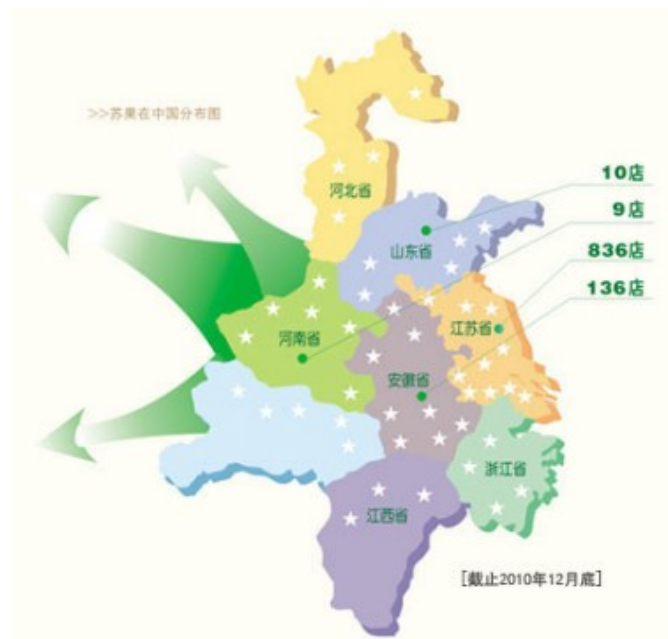 >>苏果在中国分布图
河北省
10店
9店
山东省
836店
136店
江苏省
河南省
安徽省
浙江省
江西省
[截止2010年12月底]